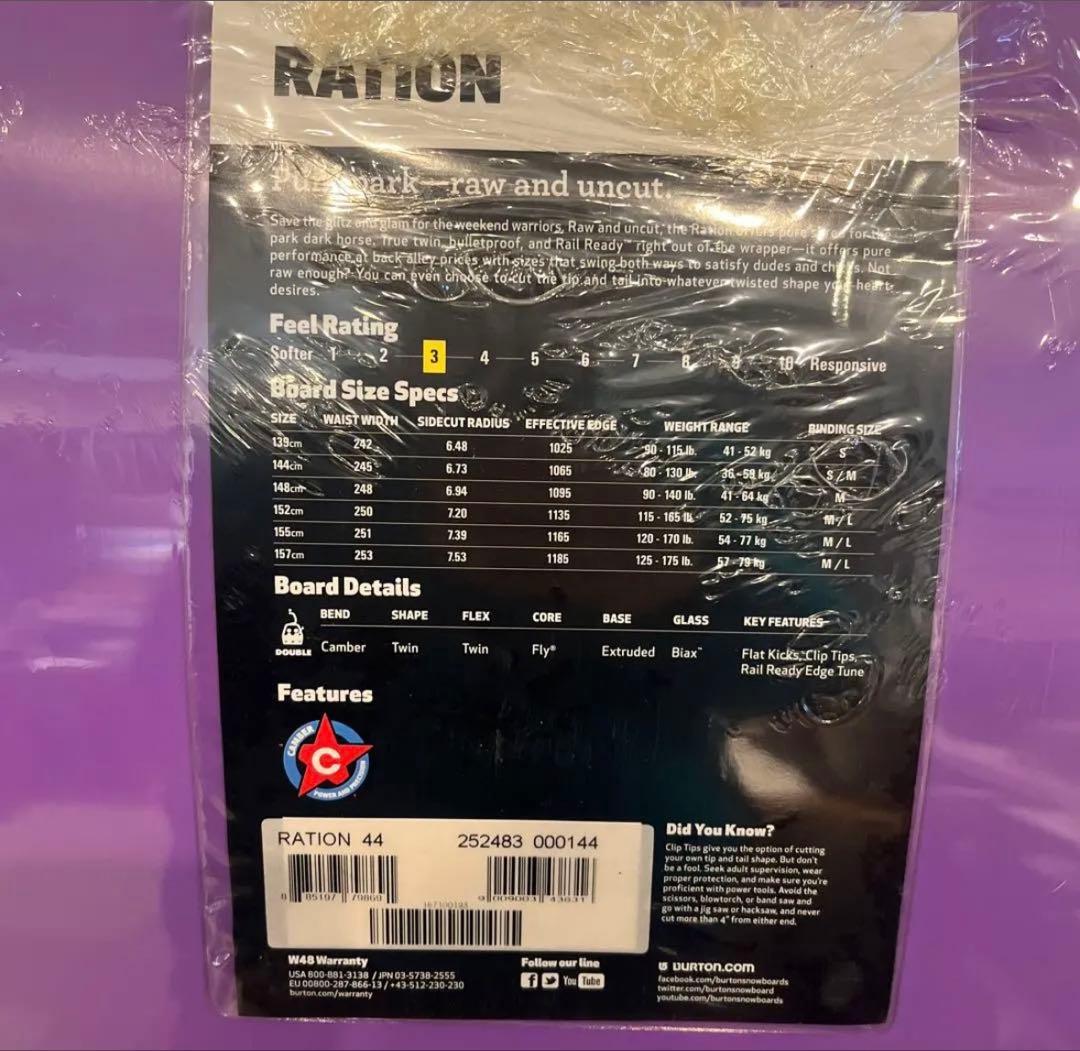 RATION
Pure park—raw and uncut.
Save the glitz and glam for the weekend warriors. Raw and uncut, the Ration offers pure for the
park dark horse. True twin, bulletproof, and Rail Ready™ right out of the wrapper—it offers pure
performance at back alley prices with sizes that swing both ways to satisfy dudes and chicks. Not
raw enough? You can even choose to cut the tip and tail into whatever twisted shape your heart
desires.
Feel Rating
Softer 1 2 3 4 5 6 7 8 9 10 Responsive
Board Size Specs
SIZE WAIST WIDTH SIDECUT RADIUS EFFECTIVE EDGE WEIGHT RANGE BINDING SIZE
139cm 242 6.48 1025 90 - 115 lb. 41 - 52 kg S
144cm 245 6.73 1065 80 - 130 lb. 36 - 59 kg S / M
148cm 248 6.94 1095 90 - 140 lb. 41 - 64 kg M
152cm 250 7.20 1135 115 - 165 lb. 52 - 75 kg M / L
155cm 251 7.39 1165 120 - 170 lb. 54 - 77 kg M / L
157cm 253 7.53 1185 125 - 175 lb. 57 - 79 kg M / L
Board Details
BEND SHAPE FLEX CORE BASE GLASS KEY FEATURES
DOUBLE Camber Twin Twin Fly® Extruded Biax™ Flat Kicks, Clip Tips,
Rail Ready Edge Tune
Features
CAMBER
C
POWER AND PRECISION
RATION 44 252483 000144
167100193
Did You Know?
Clip Tips give you the option of cutting
your own tip and tail shape. But don't
be a fool. Seek adult supervision, wear
proper protection, and make sure you're
proficient with power tools. Avoid the
scissors, blowtorch, or band saw and
go with a jig saw or hacksaw, and never
cut more than 4" from either end.
W48 Warranty
USA 800-881-3138 / JPN 03-5738-2555
EU 00800-287-866-13 / +43-512-230-230
burton.com/warranty
Follow our line
f You Tube
BURTON.COM
facebook.com/burtonsnowboard
twitter.com/burtonsnowboards
youtube.com/burtonsnowboards